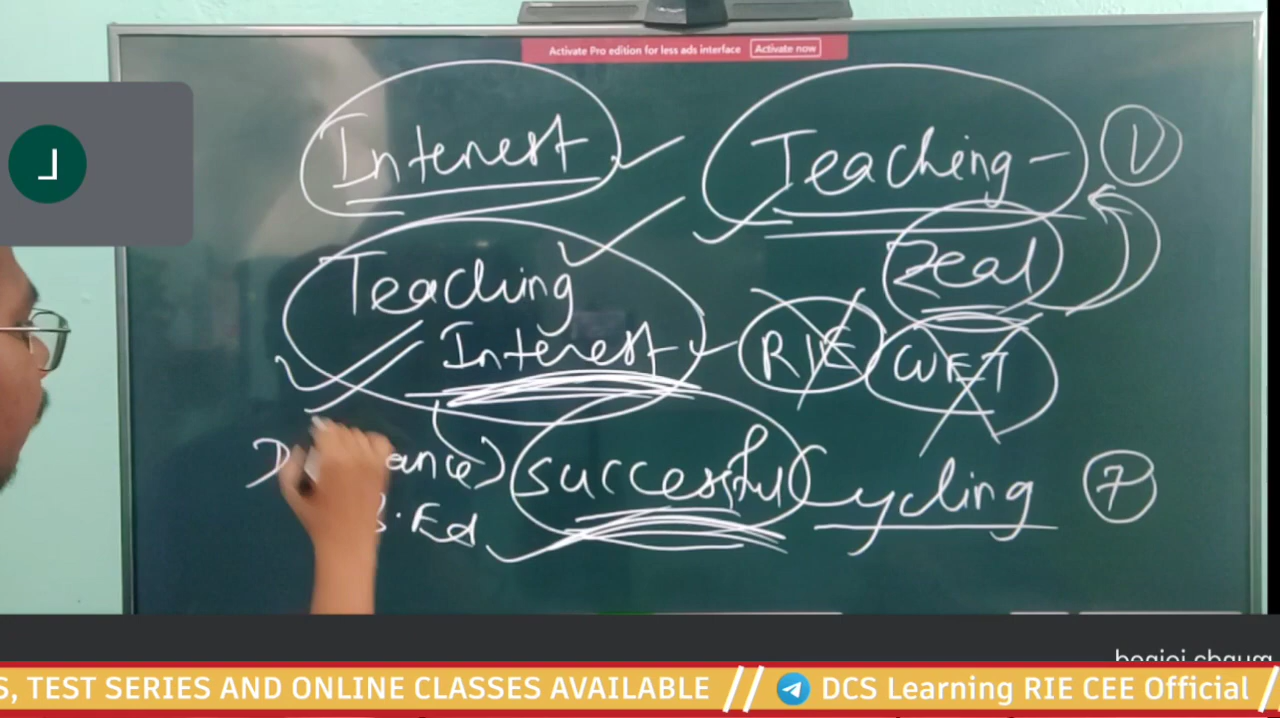 Activate Pro edition for less ads interface Activate now
Interest Teaching - 1
Zeal
Teaching
Interest RIE WET
successful Cycling 7
B.Ed
J
S, TEST SERIES AND ONLINE CLASSES AVAILABLE // DCS Learning RIE CEE Official /